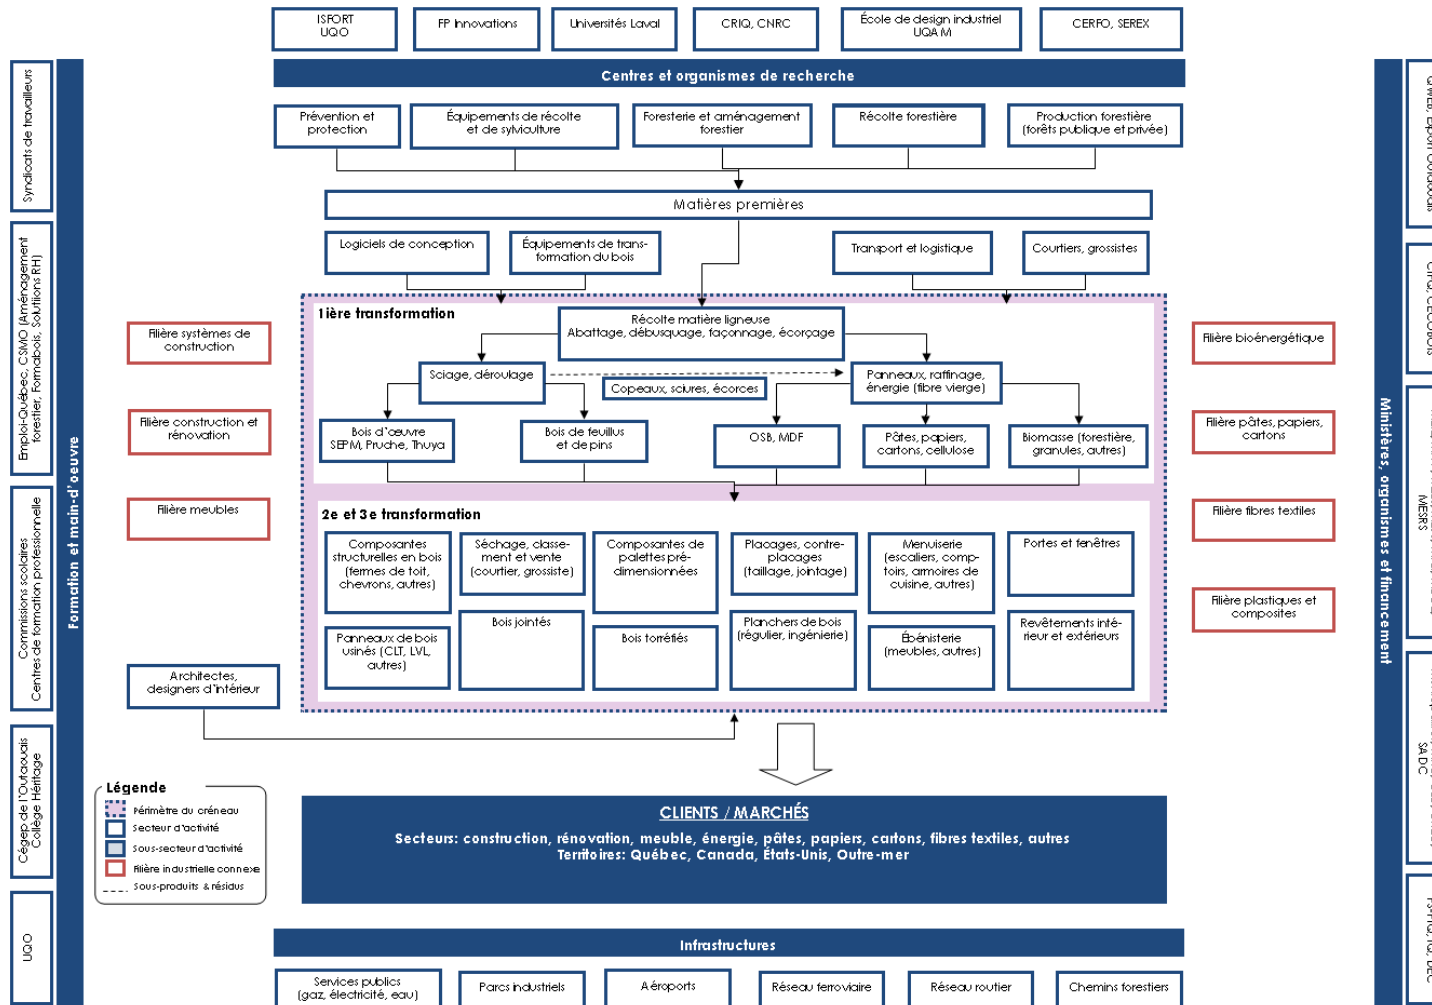 ISFORT
UQO
FP Innovations
Universités Laval
CRIQ, CNRC
École de design industriel
UQAM
CERFO, SEREX
Centres et organismes de recherche
Prévention et
protection
Équipements de récolte
et de sylviculture
Foresterie et aménagement
forestier
Récolte forestière
Production forestière
(forêts publique et privée)
Matières premières
Logiciels de conception
Équipements de trans-
formation du bois
Transport et logistique
Courtiers, grossistes
1ière transformation
Récolte matière ligneuse
Abattage, débusquage, façonnage, écorçage
Sciage, déroulage
Copeaux, sciures, écorces
Panneaux, raffinage,
énergie (fibre vierge)
Bois d'œuvre
SEPM, Pruche, Thuya
Bois de feuillus
et de pins
OSB, MDF
Pâtes, papiers,
cartons, cellulose
Biomasse (forestière,
granules, autres)
2e et 3e transformation
Composantes
structurelles en bois
(fermes de toit,
chevrons, autres)
Séchage, classe-
ment et vente
(courtier, grossiste)
Composantes de
palettes pré-
dimensionnées
Placages, contre-
placages
(taillage, jointage)
Menuiserie
(escaliers, comp-
toirs, armoires de
cuisine, autres)
Portes et fenêtres
Panneaux de bois
usinés (CLT, LVL,
autres)
Bois jointés
Bois torréfiés
Planchers de bois
(régulier, ingénierie)
Ébénisterie
(meubles, autres)
Revêtements inté-
rieur et extérieurs
Filière systèmes de
construction
Filière construction et
rénovation
Filière meubles
Architectes,
designers d'intérieur
Filière bioénergétique
Filière pâtes, papiers,
cartons
Filière fibres textiles
Filière plastiques et
composites
Syndicats de travailleurs
Emploi-Québec, CSMO (Aménagement
forestier, Formabois, Solutiions RH)
Commissions scolaires
Centres de formation professionnelle
Cégep de l'Outaouais
Collège Héritage
UQO
Formation et main-d'oeuvre
Ministères, organismes et financement
MESRS
SADC
Légende
Périmètre du créneau
Secteur d'activité
Sous-secteur d'activité
Filière industrielle connexe
Sous-produits & résidus
CLIENTS / MARCHÉS
Secteurs: construction, rénovation, meuble, énergie, pâtes, papiers, cartons, fibres textiles, autres
Territoires: Québec, Canada, États-Unis, Outre-mer
Infrastructures
Services publics
(gaz, électricité, eau)
Parcs industriels
Aéroports
Réseau ferroviaire
Réseau routier
Chemins forestiers